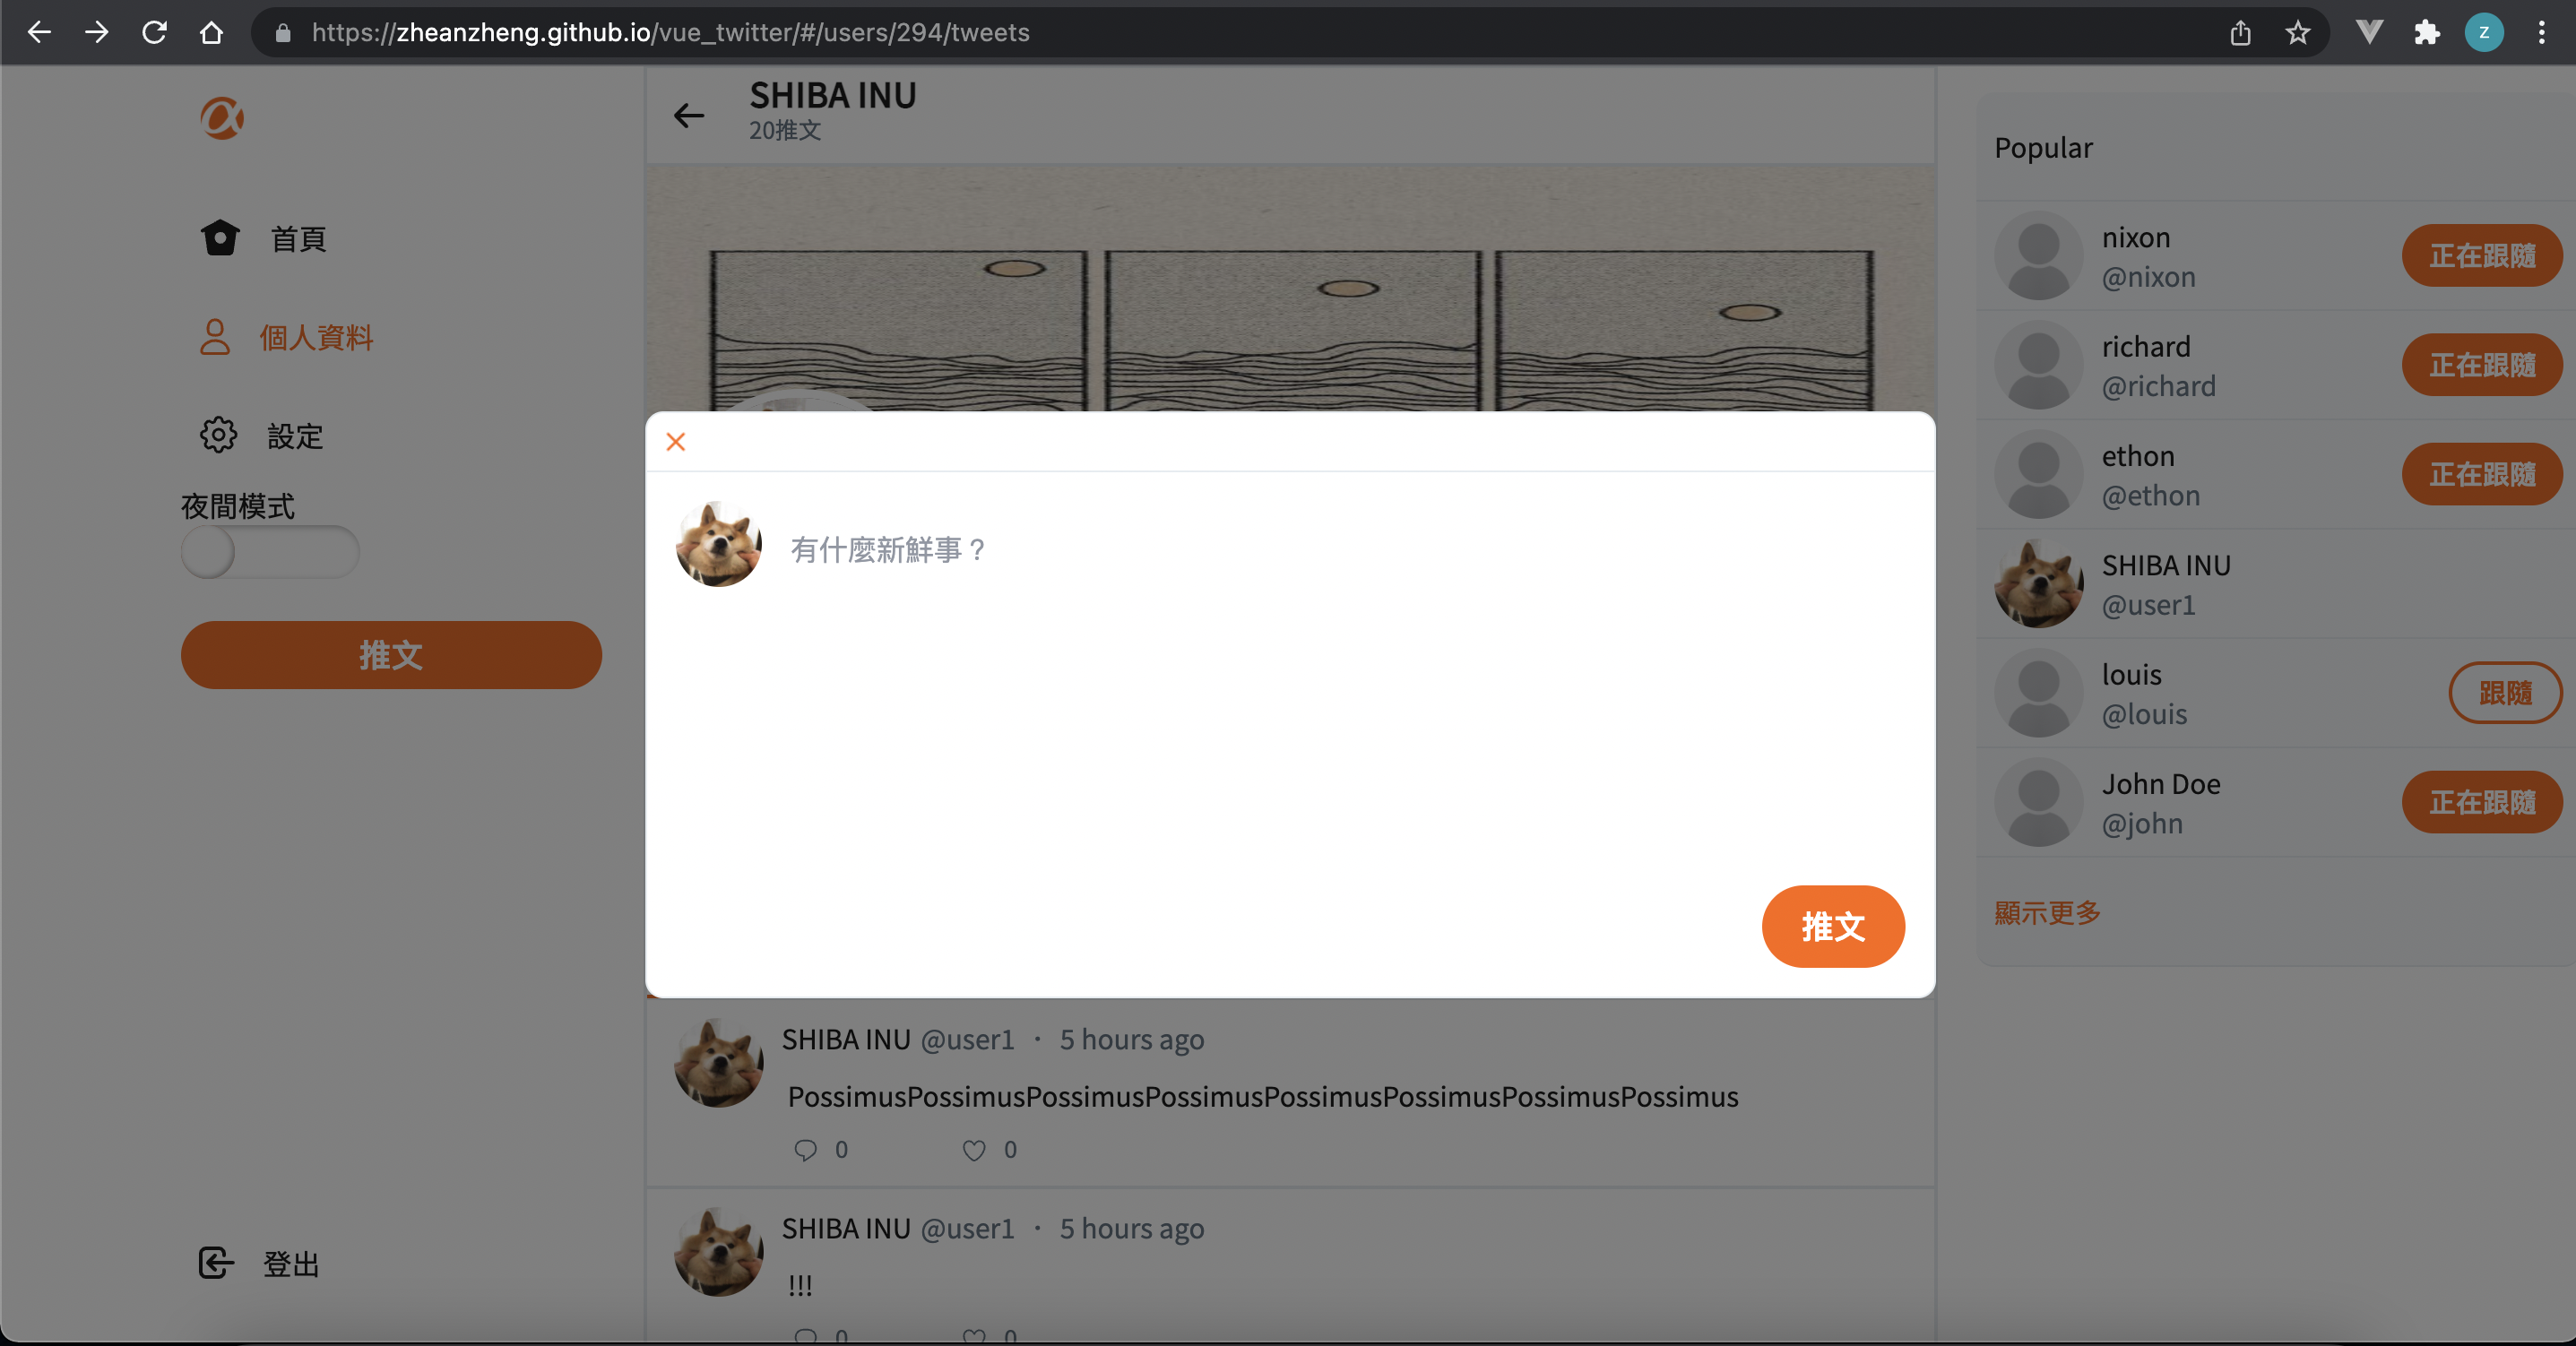 https://zheanzheng.github.io/vue_twitter/#/users/294/tweets
Z
首頁
個人資料
設定
夜間模式
推文
登出
SHIBA INU
20推文
有什麼新鮮事？
推文
SHIBA INU @user1 · 5 hours ago
PossimusPossimusPossimusPossimusPossimusPossimusPossimusPossimus
0 0
SHIBA INU @user1 · 5 hours ago
!!!
0 0
Popular
nixon
@nixon
正在跟隨
richard
@richard
正在跟隨
ethon
@ethon
正在跟隨
SHIBA INU
@user1
louis
@louis
跟隨
John Doe
@john
正在跟隨
顯示更多